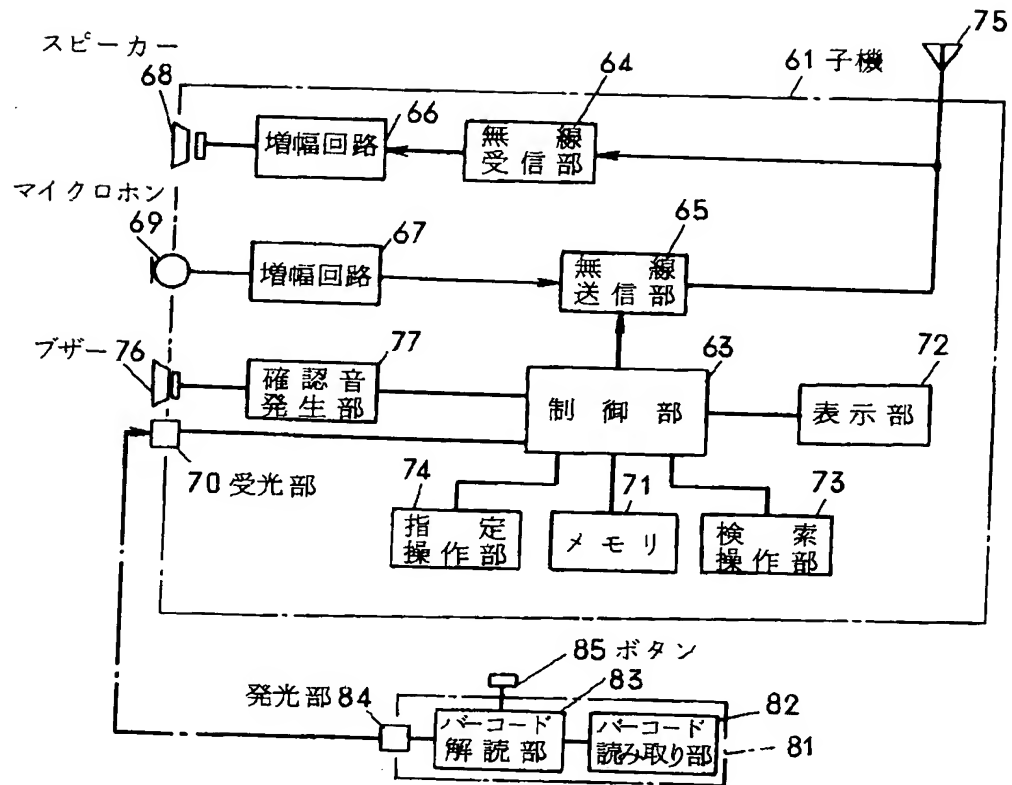 スピーカー
68
66
増幅回路
64
無線
受信部
61 子機
75
マイクロホン
69
67
増幅回路
65
無線
送信部
ブザー 76
77
確認音
発生部
63
制御部
72
表示部
70 受光部
74
指定
操作部
71
メモリ
73
検索
操作部
85 ボタン
発光部 84
83
バーコード
解読部
82
バーコード
読み取り部
81